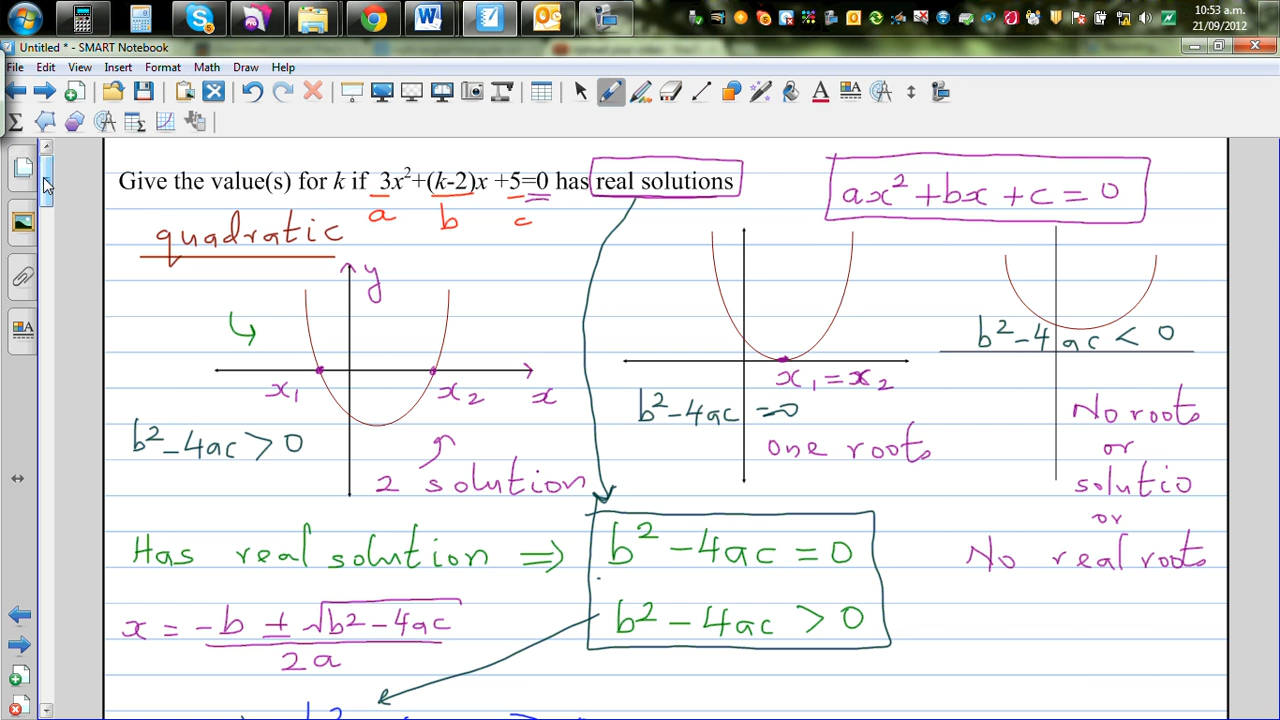 10:53 a.m.
21/09/2012
Untitled * - SMART Notebook
File Edit View Insert Format Math Draw Help
Give the value(s) for k if 3x²+(k-2)x +5=0 has real solutions
ax² + bx + c = 0
a b c
quadratic
y
b² - 4ac < 0
x₁ x₂ x
x₁ = x₂
b² - 4ac = 0
b² - 4ac > 0
one roots
No roots
or
2 solution
solutio
or
Has real solution ⇒ b² - 4ac = 0
No real roots
b² - 4ac > 0
x = -b ± √b² - 4ac
2a